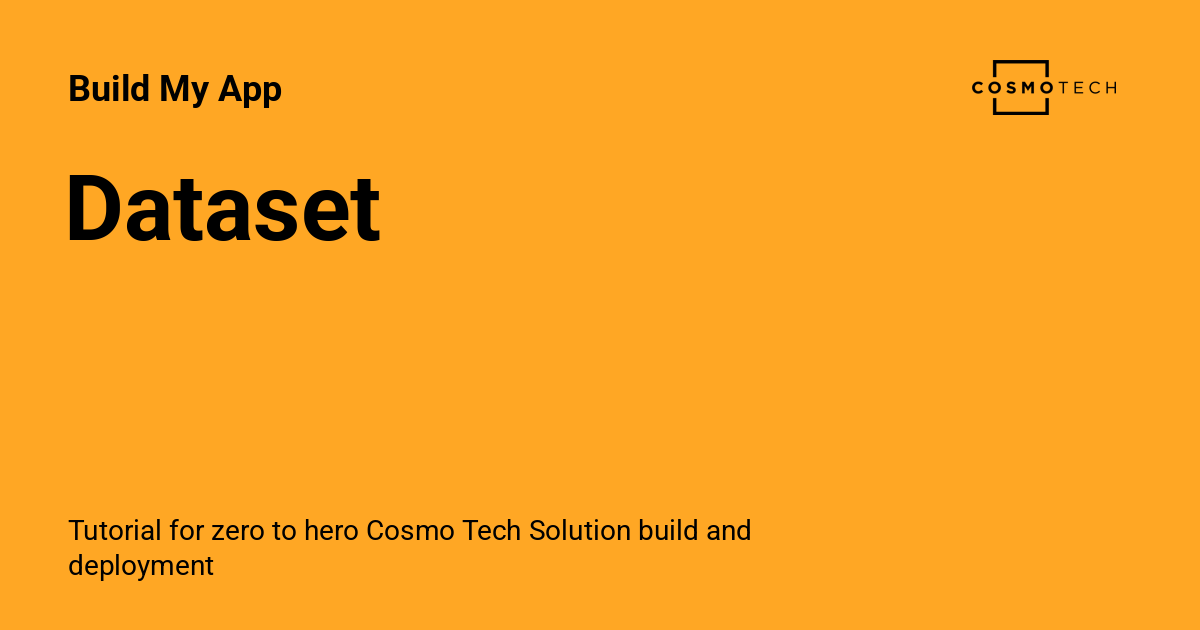 Build My App
COSMOTECH
Dataset
Tutorial for zero to hero Cosmo Tech Solution build and
deployment